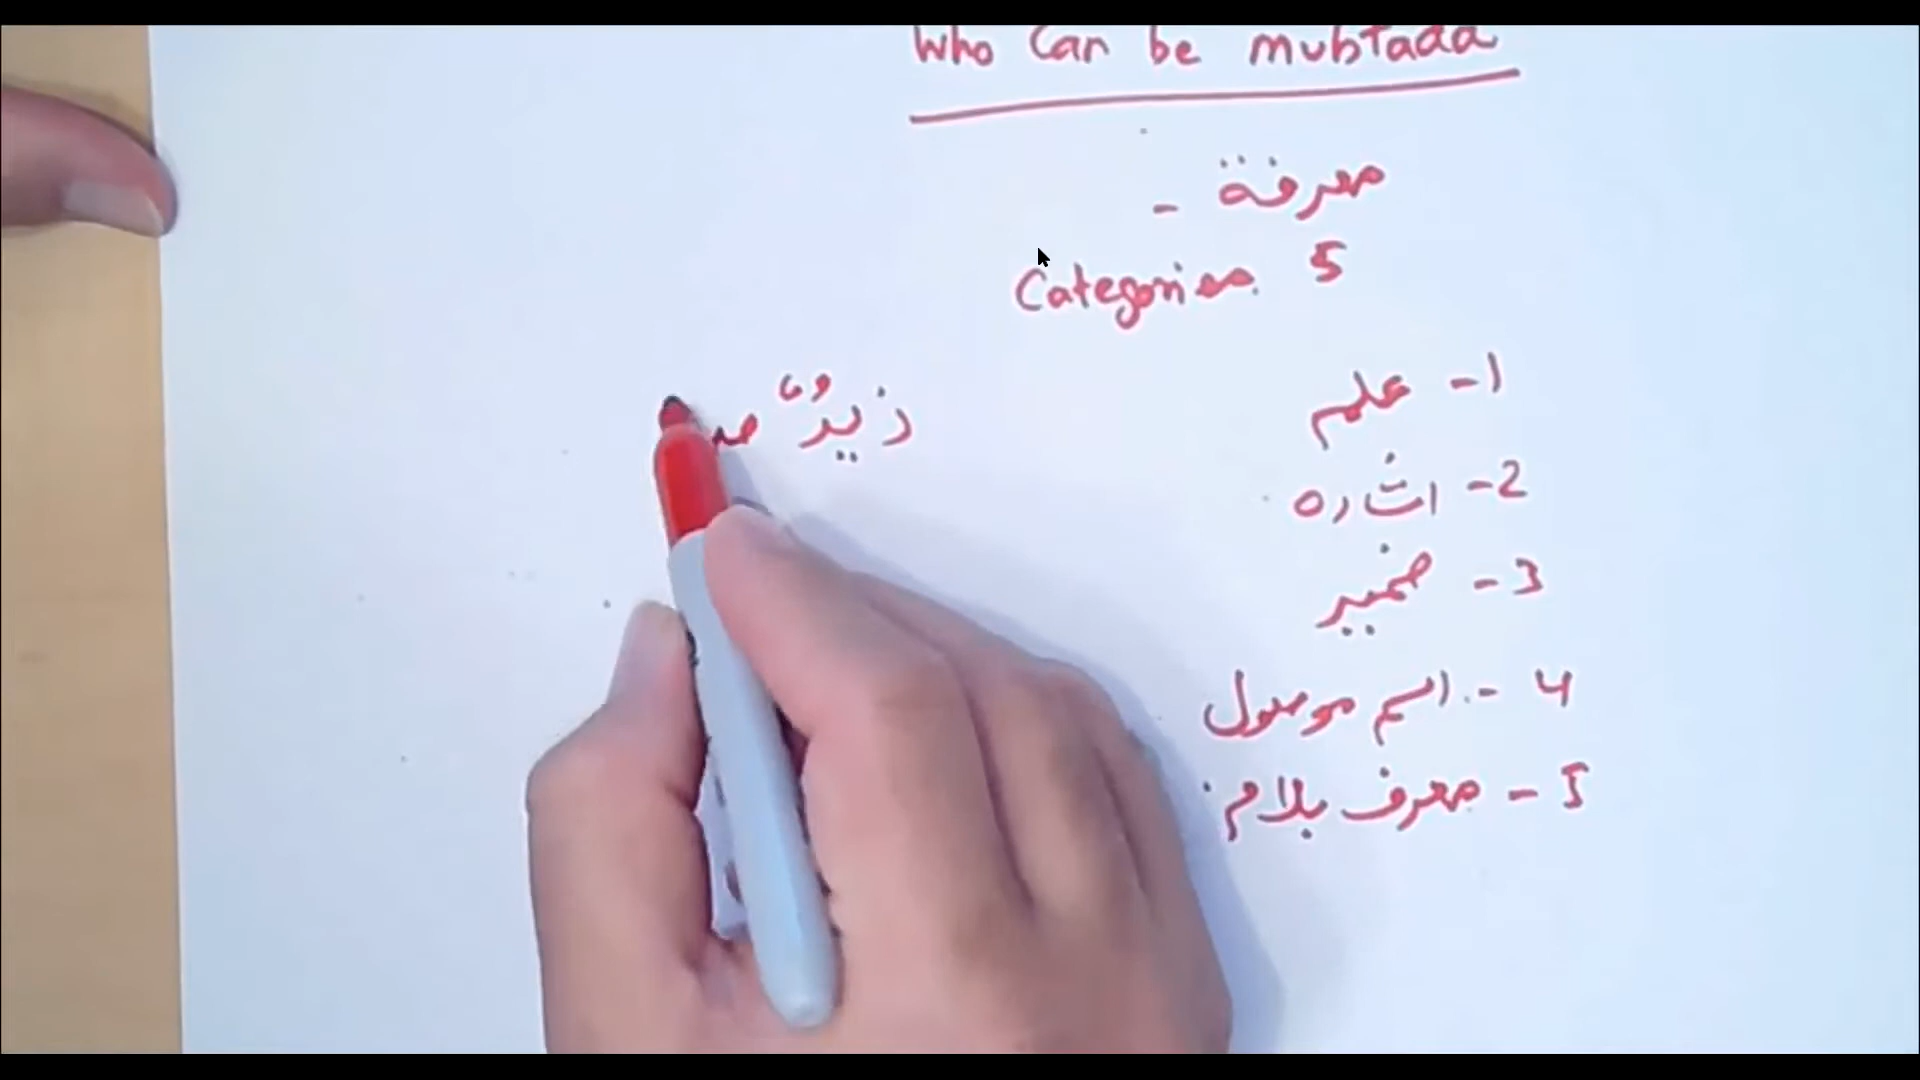 Who Can be mubtada
معرفة -
Categories 5
1- علم
2- اشاره
3- ضمير
4- اسم موصول
5- معرف بلام
زيدٌ